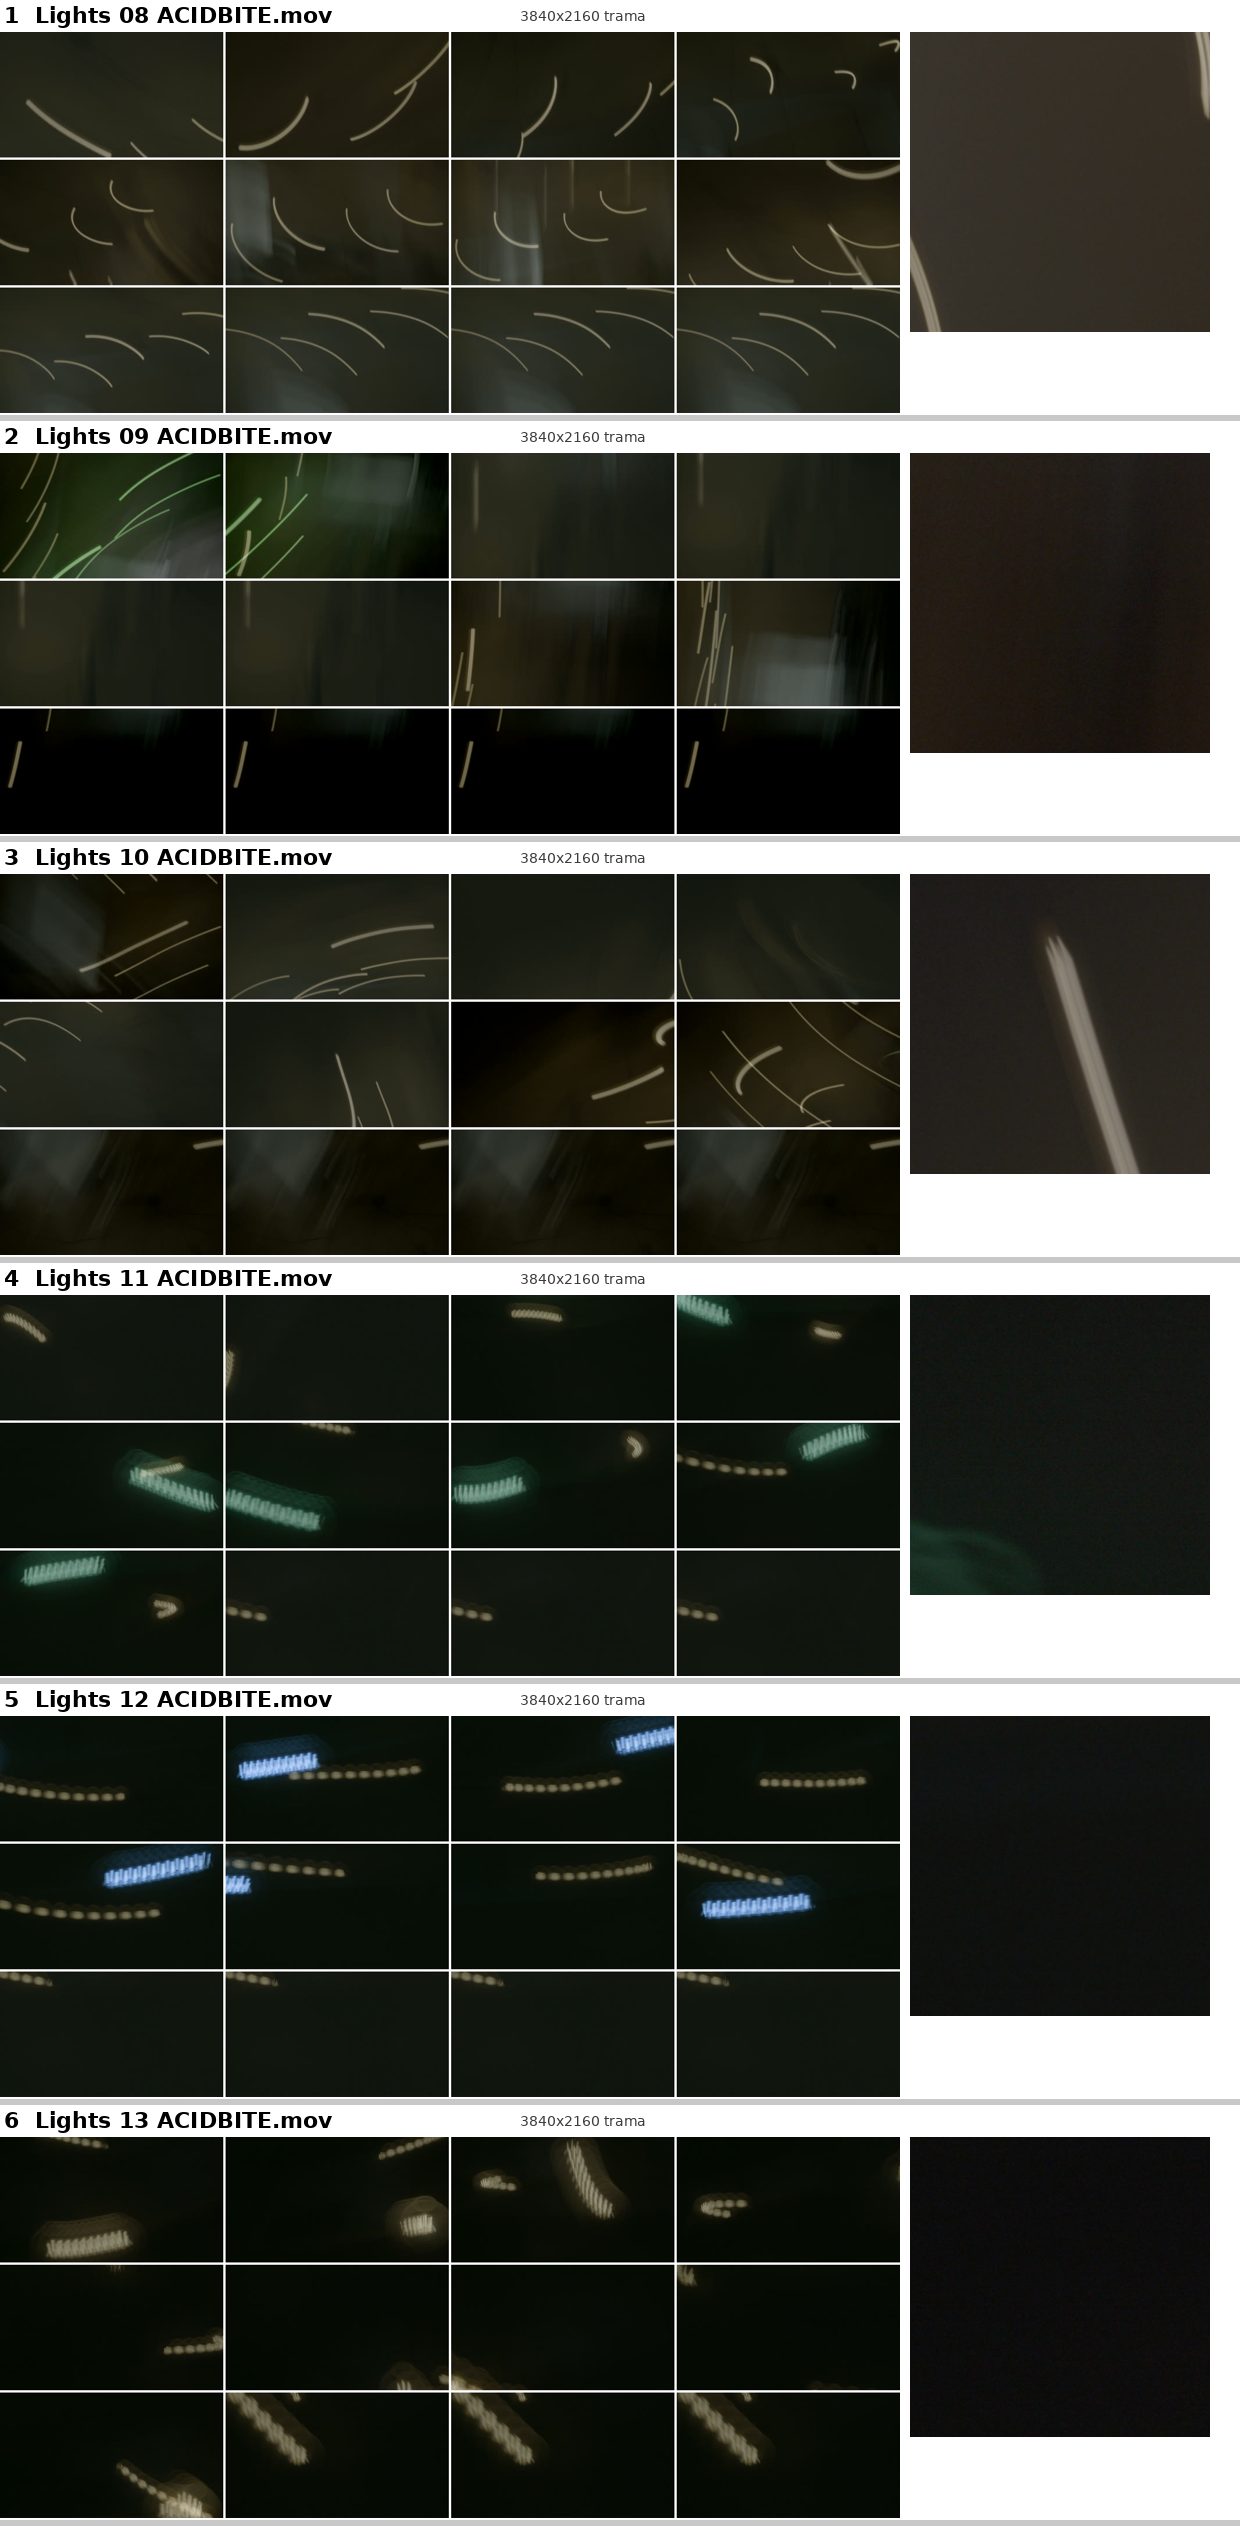 1 Lights 08 ACIDBITE.mov 3840x2160 trama
2 Lights 09 ACIDBITE.mov 3840x2160 trama
3 Lights 10 ACIDBITE.mov 3840x2160 trama
4 Lights 11 ACIDBITE.mov 3840x2160 trama
5 Lights 12 ACIDBITE.mov 3840x2160 trama
6 Lights 13 ACIDBITE.mov 3840x2160 trama